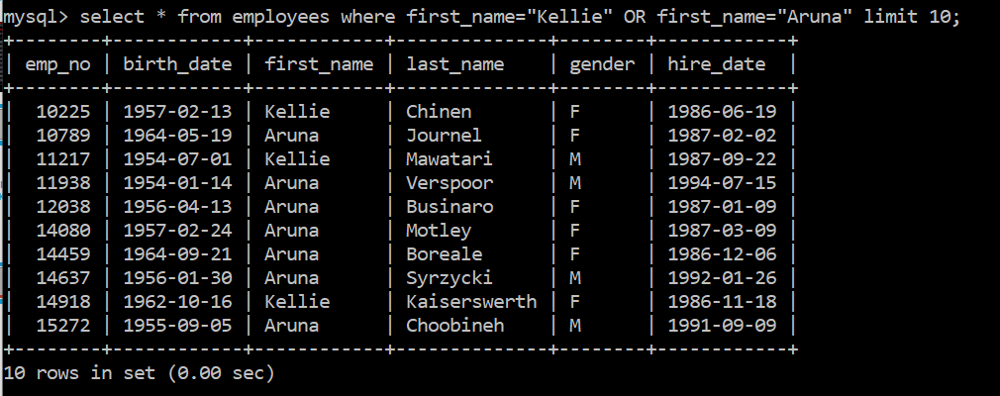 mysql> select * from employees where first_name="Kellie" OR first_name="Aruna" limit 10;
+--------+------------+------------+--------------+--------+------------+
| emp_no | birth_date | first_name | last_name    | gender | hire_date  |
+--------+------------+------------+--------------+--------+------------+
|  10225 | 1957-02-13 | Kellie     | Chinen       | F      | 1986-06-19 |
|  10789 | 1964-05-19 | Aruna      | Journel      | F      | 1987-02-02 |
|  11217 | 1954-07-01 | Kellie     | Mawatari     | M      | 1987-09-22 |
|  11938 | 1954-01-14 | Aruna      | Verspoor     | M      | 1994-07-15 |
|  12038 | 1956-04-13 | Aruna      | Businaro     | F      | 1987-01-09 |
|  14080 | 1957-02-24 | Aruna      | Motley       | F      | 1987-03-09 |
|  14459 | 1964-09-21 | Aruna      | Boreale      | F      | 1986-12-06 |
|  14637 | 1956-01-30 | Aruna      | Syrzycki     | M      | 1992-01-26 |
|  14918 | 1962-10-16 | Kellie     | Kaiserswerth | F      | 1986-11-18 |
|  15272 | 1955-09-05 | Aruna      | Choobineh    | M      | 1991-09-09 |
+--------+------------+------------+--------------+--------+------------+
10 rows in set (0.00 sec)